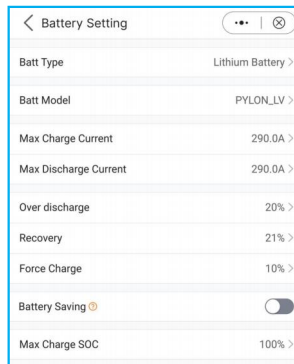 Battery Setting
Batt Type Lithium Battery
Batt Model PYLON_LV
Max Charge Current 290.0A
Max Discharge Current 290.0A
Over discharge 20%
Recovery 21%
Force Charge 10%
Battery Saving
Max Charge SOC 100%